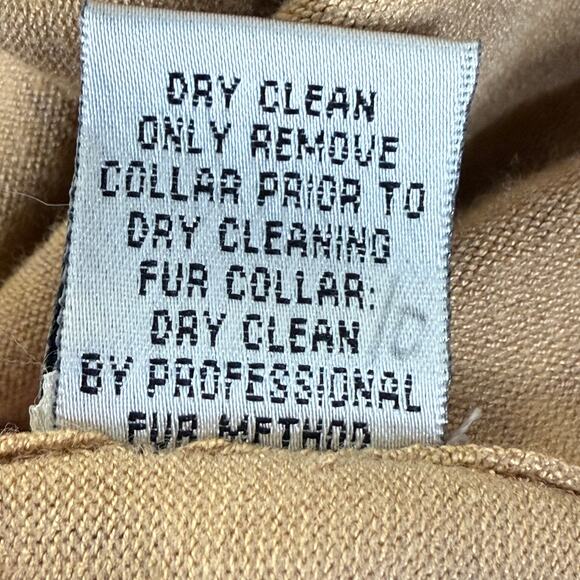 DRY CLEAN
ONLY REMOVE
COLLAR PRIOR TO
DRY CLEANING
FUR COLLAR:
DRY CLEAN
BY PROFESSIONAL
FUR METHOD